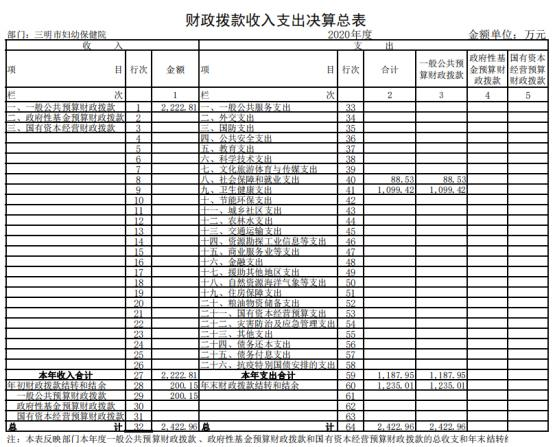 财政拨款收入支出决算总表
部门：三明市妇幼保健院 2020年度 金额单位：万元
收 入 支 出
项 目 行次 金额 项 目 行次 合计 一般公共预算财政拨款 政府性基金预算财政拨款 国有资本经营预算财政拨款
栏 次 1 栏 次 2 3 4 5
一、一般公共预算财政拨款 1 2,222.81 一、一般公共服务支出 33
二、政府性基金预算财政拨款 2 二、外交支出 34
三、国有资本经营财政拨款 3 三、国防支出 35
4 四、公共安全支出 36
5 五、教育支出 37
6 六、科学技术支出 38
7 七、文化旅游体育与传媒支出 39
8 八、社会保障和就业支出 40 88.53 88.53
9 九、卫生健康支出 41 1,099.42 1,099.42
10 十、节能环保支出 42
11 十一、城乡社区支出 43
12 十二、农林水支出 44
13 十三、交通运输支出 45
14 十四、资源勘探工业信息等支出 46
15 十五、商业服务业等支出 47
16 十六、金融支出 48
17 十七、援助其他地区支出 49
18 十八、自然资源海洋气象等支出 50
19 十九、住房保障支出 51
20 二十、粮油物资储备支出 52
21 二十一、国有资本经营预算支出 53
22 二十二、灾害防治及应急管理支出 54
23 二十三、其他支出 55
24 二十四、债务还本支出 56
25 二十五、债务付息支出 57
26 二十六、抗疫特别国债安排的支出 58
本年收入合计 27 2,222.81 本年支出合计 59 1,187.95 1,187.95
年初财政拨款结转和结余 28 200.15 年末财政拨款结转和结余 60 1,235.01 1,235.01
一般公共预算财政拨款 29 200.15 61
政府性基金预算财政拨款 30 62
国有资本经营预算财政拨款 31 63
总 计 32 2,422.96 总 计 64 2,422.96 2,422.96
注：本表反映部门本年度一般公共预算财政拨款、政府性基金预算财政拨款和国有资本经营预算财政拨款的总收支和年末结转